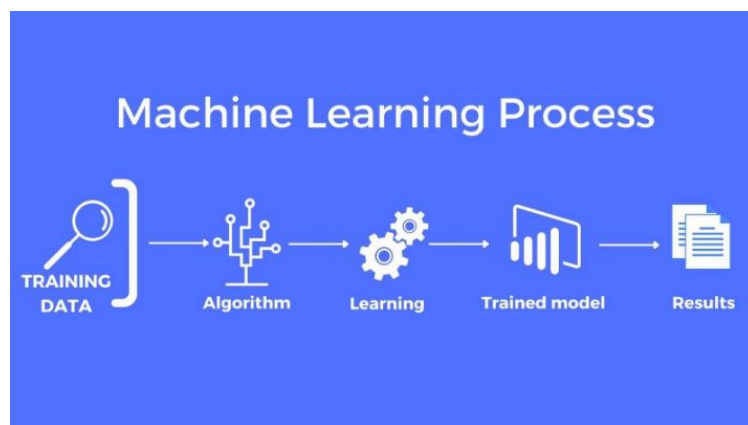 Machine Learning Process
TRAINING
DATA
Algorithm
Learning
Trained model
Results